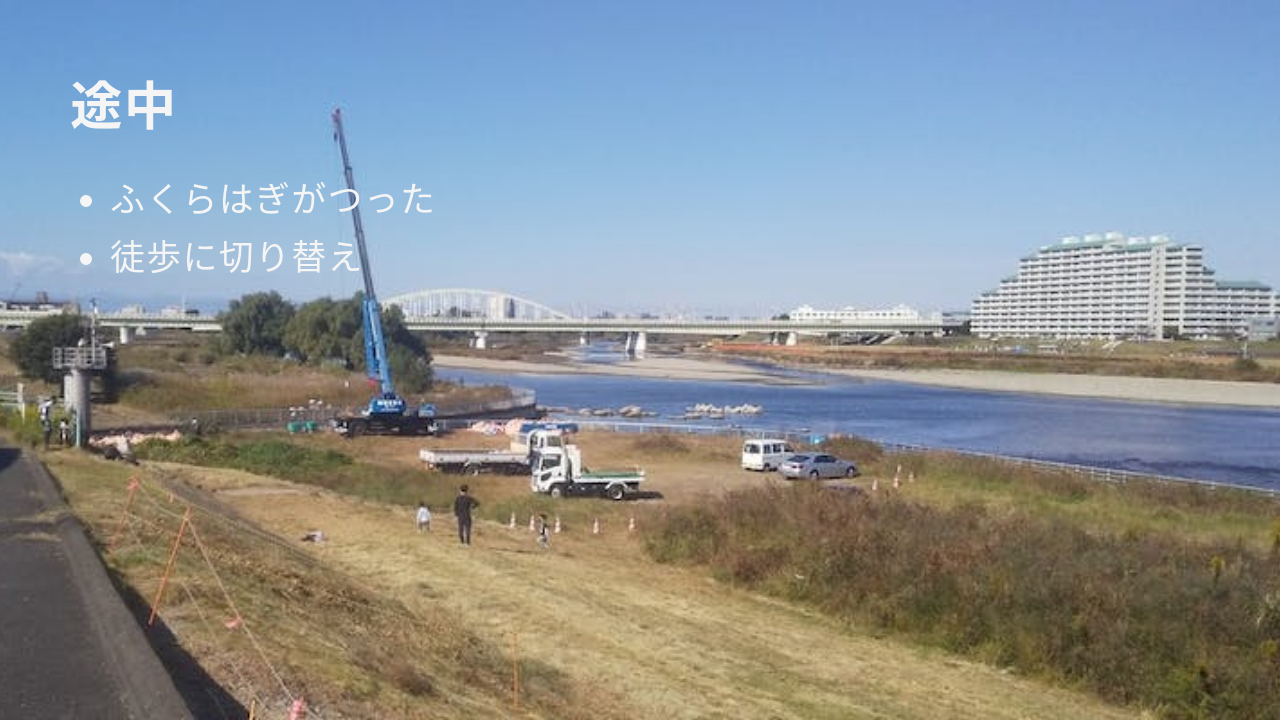 途中
ふくらはぎがつった
徒歩に切り替え